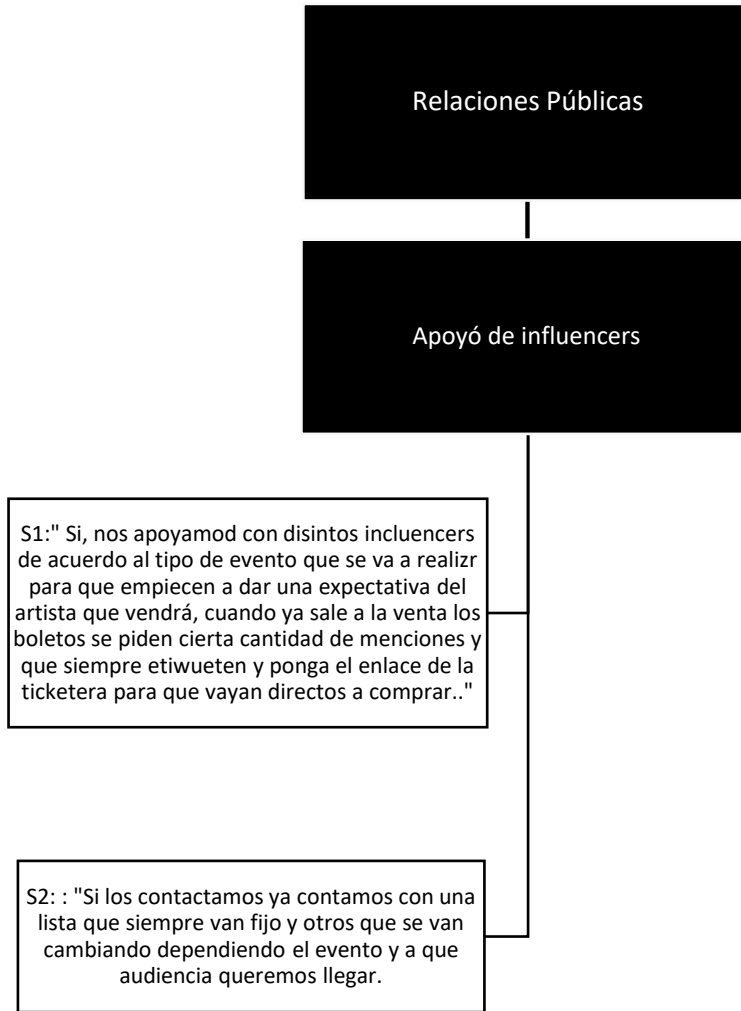 Relaciones Públicas
Apoyó de influencers
S1:" Si, nos apoyamod con disintos incluencers
de acuerdo al tipo de evento que se va a realizr
para que empiecen a dar una expectativa del
artista que vendrá, cuando ya sale a la venta los
boletos se piden cierta cantidad de menciones y
que siempre etiwueten y ponga el enlace de la
ticketera para que vayan directos a comprar.."
S2: : "Si los contactamos ya contamos con una
lista que siempre van fijo y otros que se van
cambiando dependiendo el evento y a que
audiencia queremos llegar.